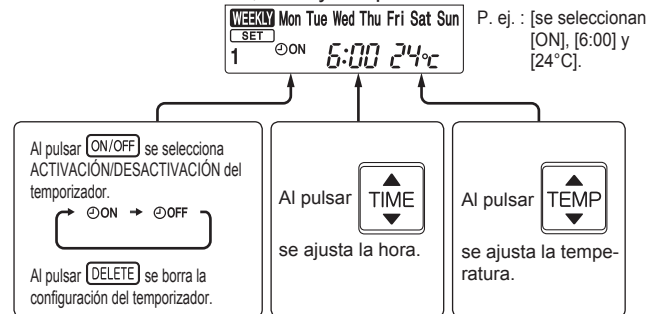 WEEKLY Mon Tue Wed Thu Fri Sat Sun
SET
1 ON 6:00 24°C
P. ej. : [se seleccionan
[ON], [6:00] y
[24°C].
Al pulsar ON/OFF se selecciona
ACTIVACIÓN/DESACTIVACIÓN del
temporizador.
ON → OFF
Al pulsar DELETE se borra la
configuración del temporizador.
Al pulsar ▲ TIME ▼
se ajusta la hora.
Al pulsar ▲ TEMP ▼
se ajusta la tempe-
ratura.